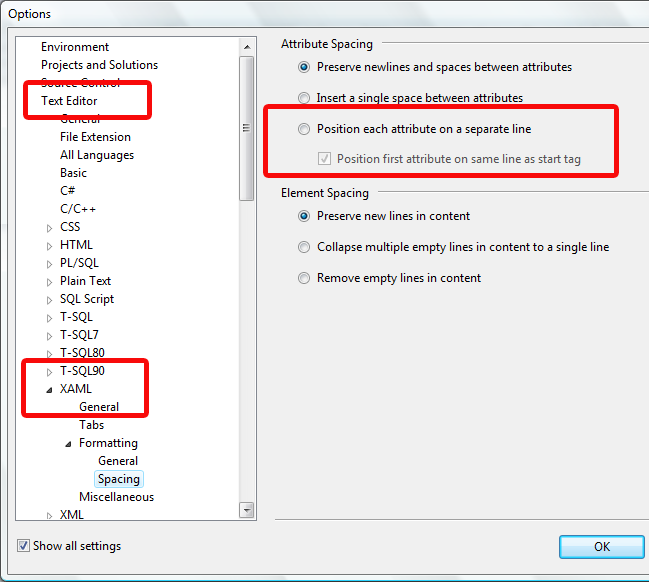 Options
Environment
Projects and Solutions
Source Control
Text Editor
General
File Extension
All Languages
Basic
C#
C/C++
CSS
HTML
PL/SQL
Plain Text
SQL Script
T-SQL
T-SQL7
T-SQL80
T-SQL90
XAML
General
Tabs
Formatting
General
Spacing
Miscellaneous
XML
Show all settings
Attribute Spacing
Preserve newlines and spaces between attributes
Insert a single space between attributes
Position each attribute on a separate line
Position first attribute on same line as start tag
Element Spacing
Preserve new lines in content
Collapse multiple empty lines in content to a single line
Remove empty lines in content
OK